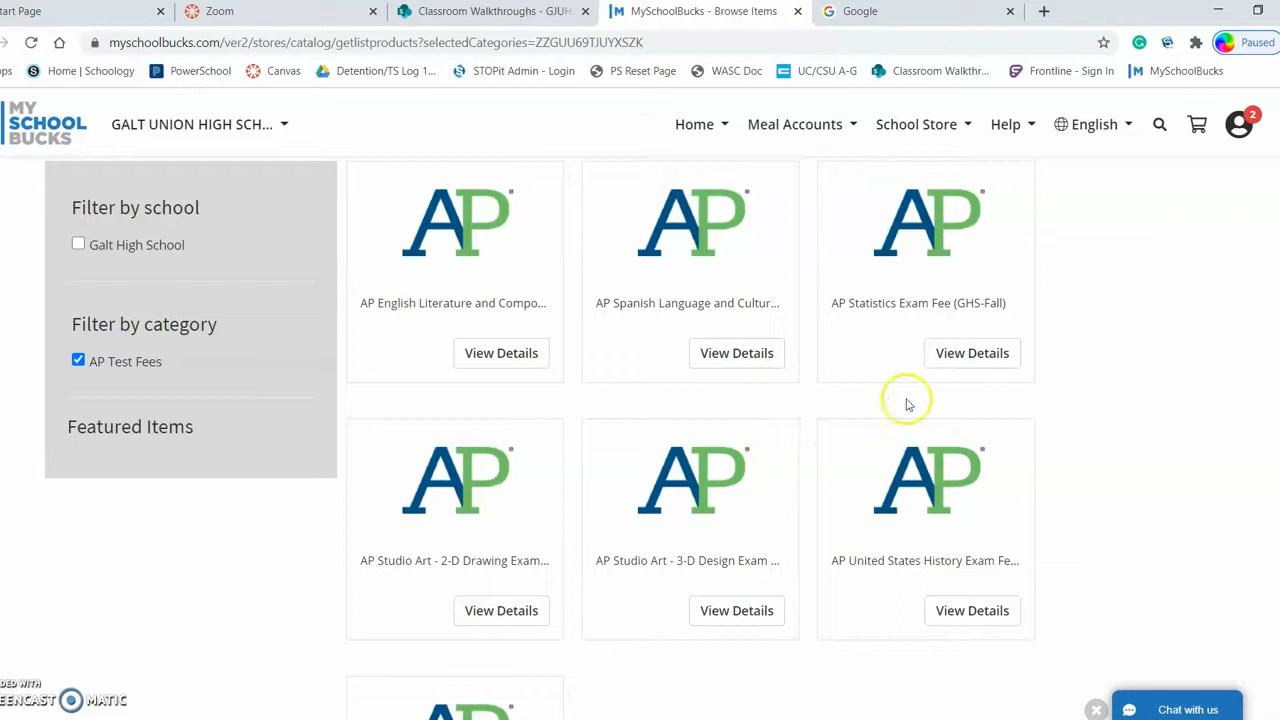 tart Page
Zoom
Classroom Walkthroughs - GJUH
MySchoolBucks - Browse Items
Google
myschoolbucks.com/ver2/stores/catalog/getlistproducts?selectedCategories=ZZGUU69TJUYXSZK
Paused
ops
Home | Schoology
PowerSchool
Canvas
Detention/TS Log 1...
STOPit Admin - Login
PS Reset Page
WASC Doc
UC/CSU A-G
Classroom Walkthr...
Frontline - Sign In
MySchoolBucks
MY
SCHOOL
BUCKS
GALT UNION HIGH SCH...
Home
Meal Accounts
School Store
Help
English
2
Filter by school
Galt High School
Filter by category
AP Test Fees
Featured Items
AP
AP
AP
AP English Literature and Compo...
AP Spanish Language and Cultur...
AP Statistics Exam Fee (GHS-Fall)
View Details
View Details
View Details
AP
AP
AP
AP Studio Art - 2-D Drawing Exam...
AP Studio Art - 3-D Design Exam ...
AP United States History Exam Fe...
View Details
View Details
View Details
AP
DED WITH
EENCAST MATIC
Chat with us